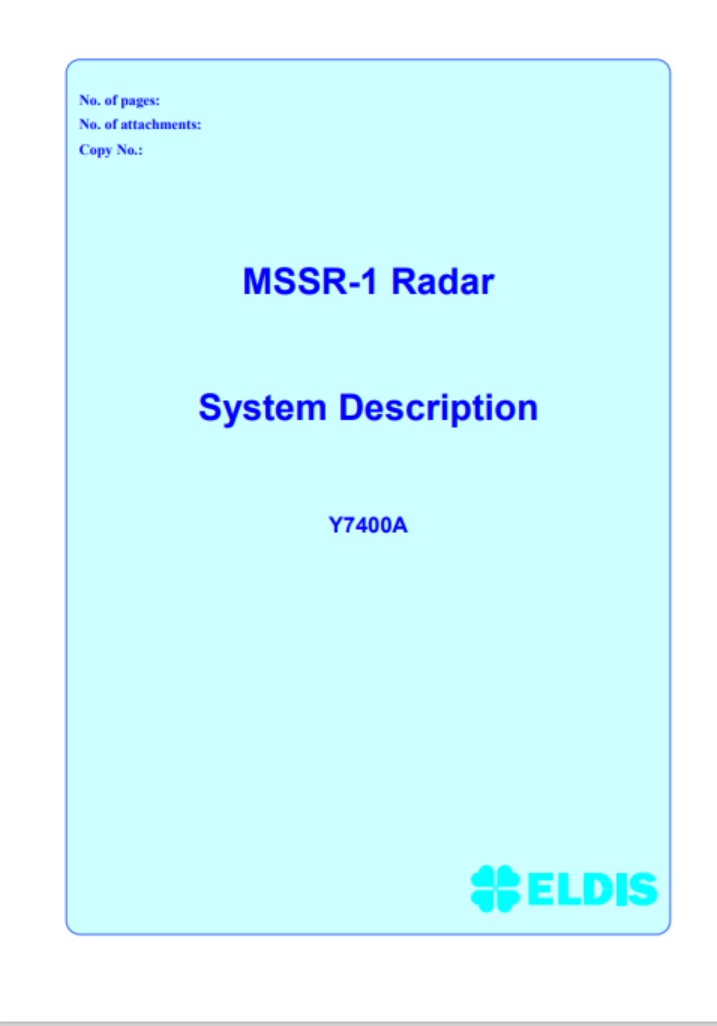 No. of pages:
No. of attachments:
Copy No.:
MSSR-1 Radar
System Description
Y7400A
ELDIS